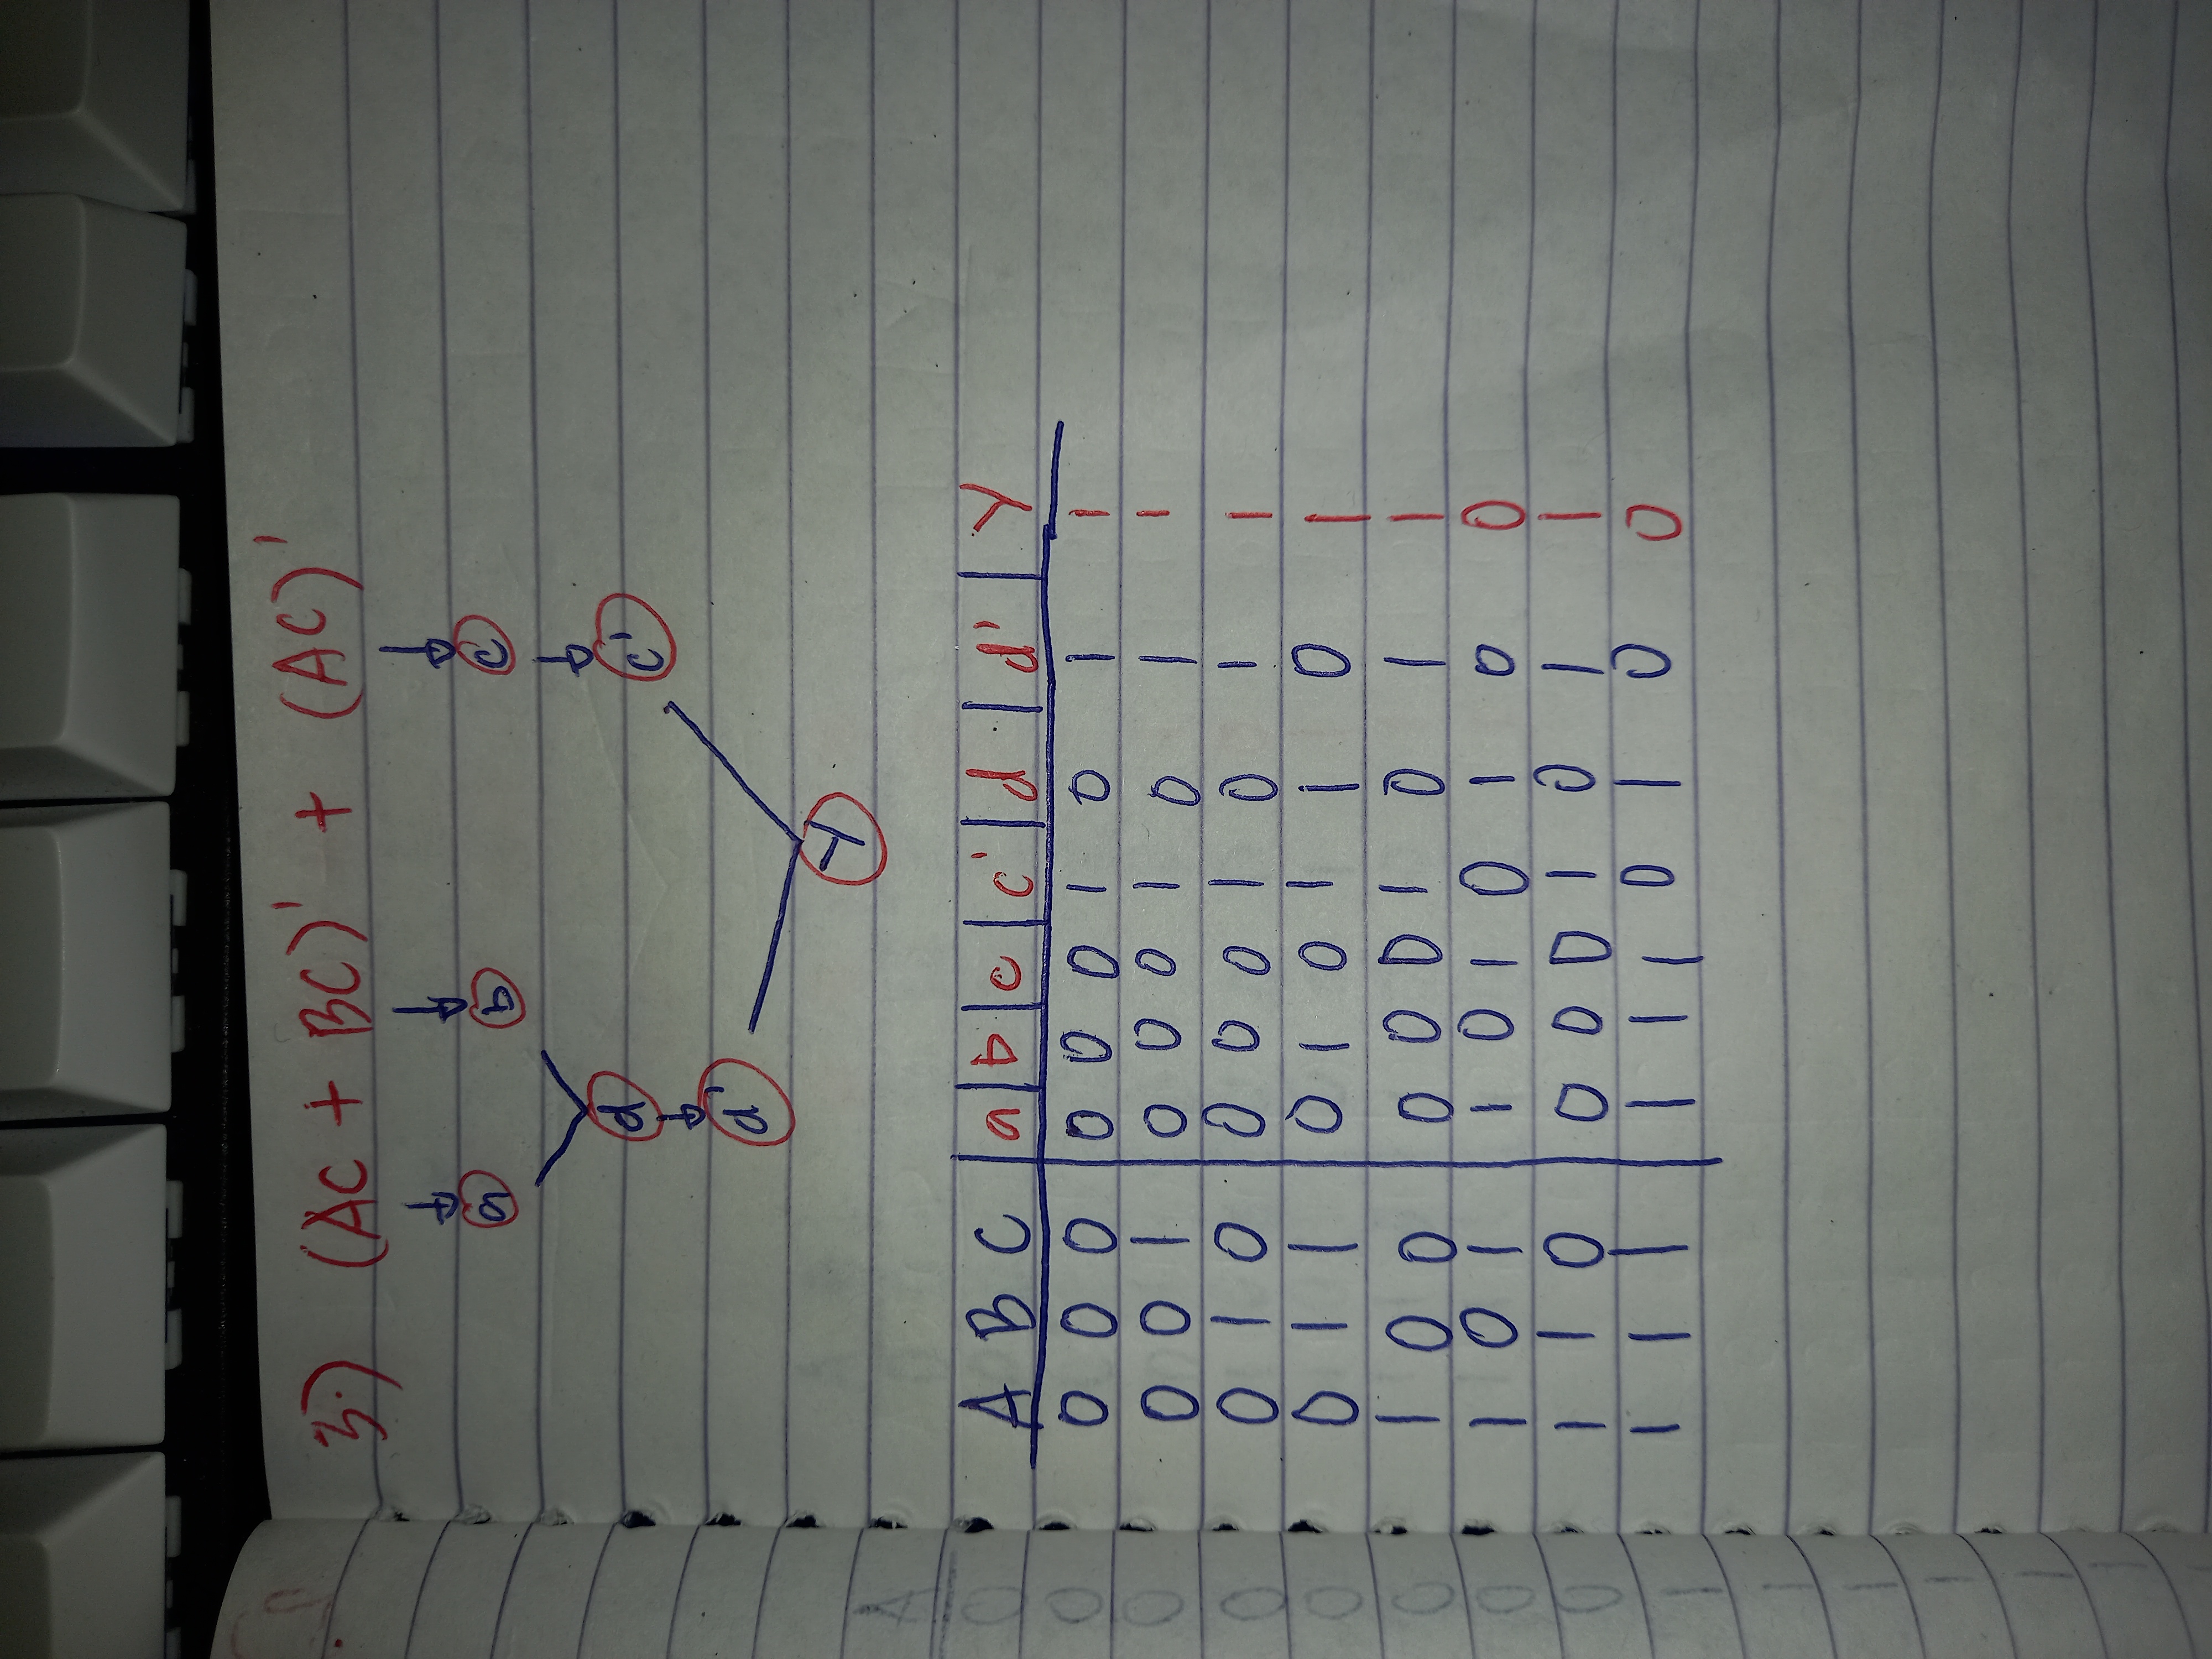 3.) (AC + BC)' + (AC)'
a b c
d c'
d'
Y
A B C a b c c' d d' Y
0 0 0 0 0 0 1 0 1 1
0 0 1 0 0 0 1 0 1 1
0 1 0 0 0 0 1 0 1 1
0 1 1 0 1 0 1 1 0 1
1 0 0 0 0 0 1 0 1 1
1 0 1 1 0 1 0 1 0 0
1 1 0 0 0 0 1 0 1 1
1 1 1 1 1 1 0 1 0 0